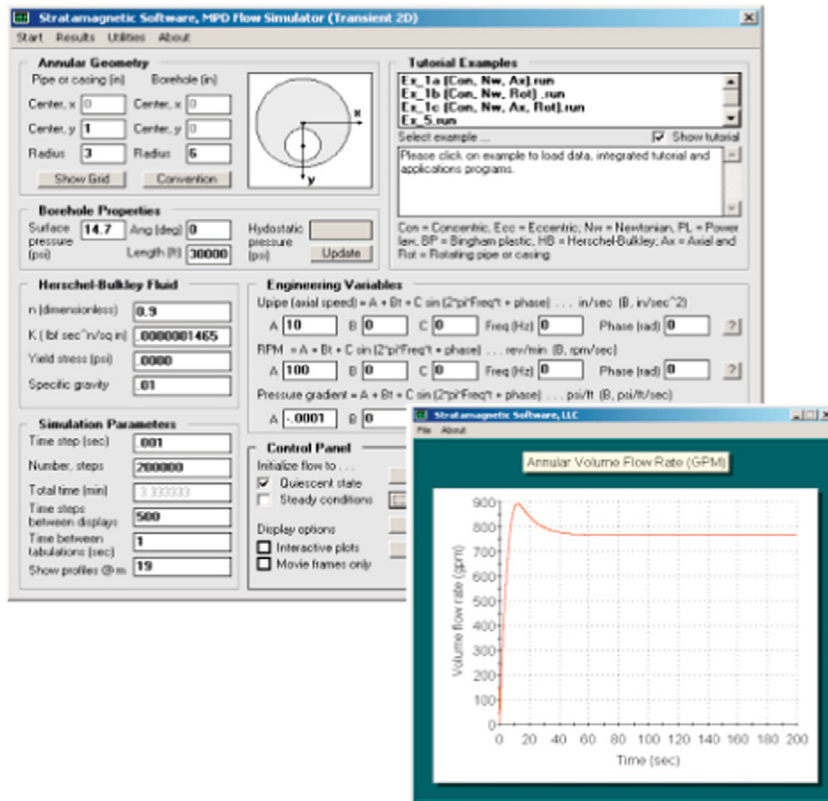 Stratamagnetic Software, MPD Flow Simulator (Transient 2D)
Start Results Utilities About
Annular Geometry
Pipe or casing (in) Borehole (in)
Center, x 0 Center, x 0
Center, y 1 Center, y 0
Radius 3 Radius 6
Show Grid Convention
x
y
Tutorial Examples
Ex_1a (Con, Nw, Ax).run
Ex_1b (Con, Nw, Rot) .run
Ex_1c (Con, Nw, Ax, Rot).run
Ex_5.run
Select example ... Show tutorial
Please click on example to load data, integrated tutorial and
applications programs.
Con = Concentric, Ecc = Eccentric, Nw = Newtonian, PL = Power
law, BP = Bingham plastic, HB = Herschel-Bulkley, Ax = Axial and
Rot = Rotating pipe or casing
Borehole Properties
Surface pressure (psi) 14.7 Ang (deg) 0
Length (ft) 30000
Hydostatic pressure (psi)
Update
Herschel-Bulkley Fluid
n (dimensionless) 0.9
K ( lbf sec^n/sq in) .0000001465
Yield stress (psi) .0000
Specific gravity .01
Engineering Variables
Upipe (axial speed) = A + Bt + C sin (2*pi*Freq*t + phase) . . . in/sec (B, in/sec^2)
A 10 B 0 C 0 Freq (Hz) 0 Phase (rad) 0 ?
RPM = A + Bt + C sin (2*pi*Freq*t + phase) . . . rev/min (B, rpm/sec)
A 100 B 0 C 0 Freq (Hz) 0 Phase (rad) 0 ?
Pressure gradient = A + Bt + C sin (2*pi*Freq*t + phase) . . . psi/ft (B, psi/ft/sec)
A -.0001 B 0
Simulation Parameters
Time step (sec) .001
Number, steps 200000
Total time (min) 3.333333
Time steps between displays 500
Time between tabulations (sec) 1
Show profiles @ m 19
Control Panel
Initialize flow to . . .
Quiescent state
Steady conditions
Display options
Interactive plots
Movie frames only
Stratamagnetic Software, LLC
File About
Annular Volume Flow Rate (GPM)
Volume flow rate (gpm)
900
800
700
600
500
400
300
200
100
0
0 20 40 60 80 100 120 140 160 180 200
Time (sec)